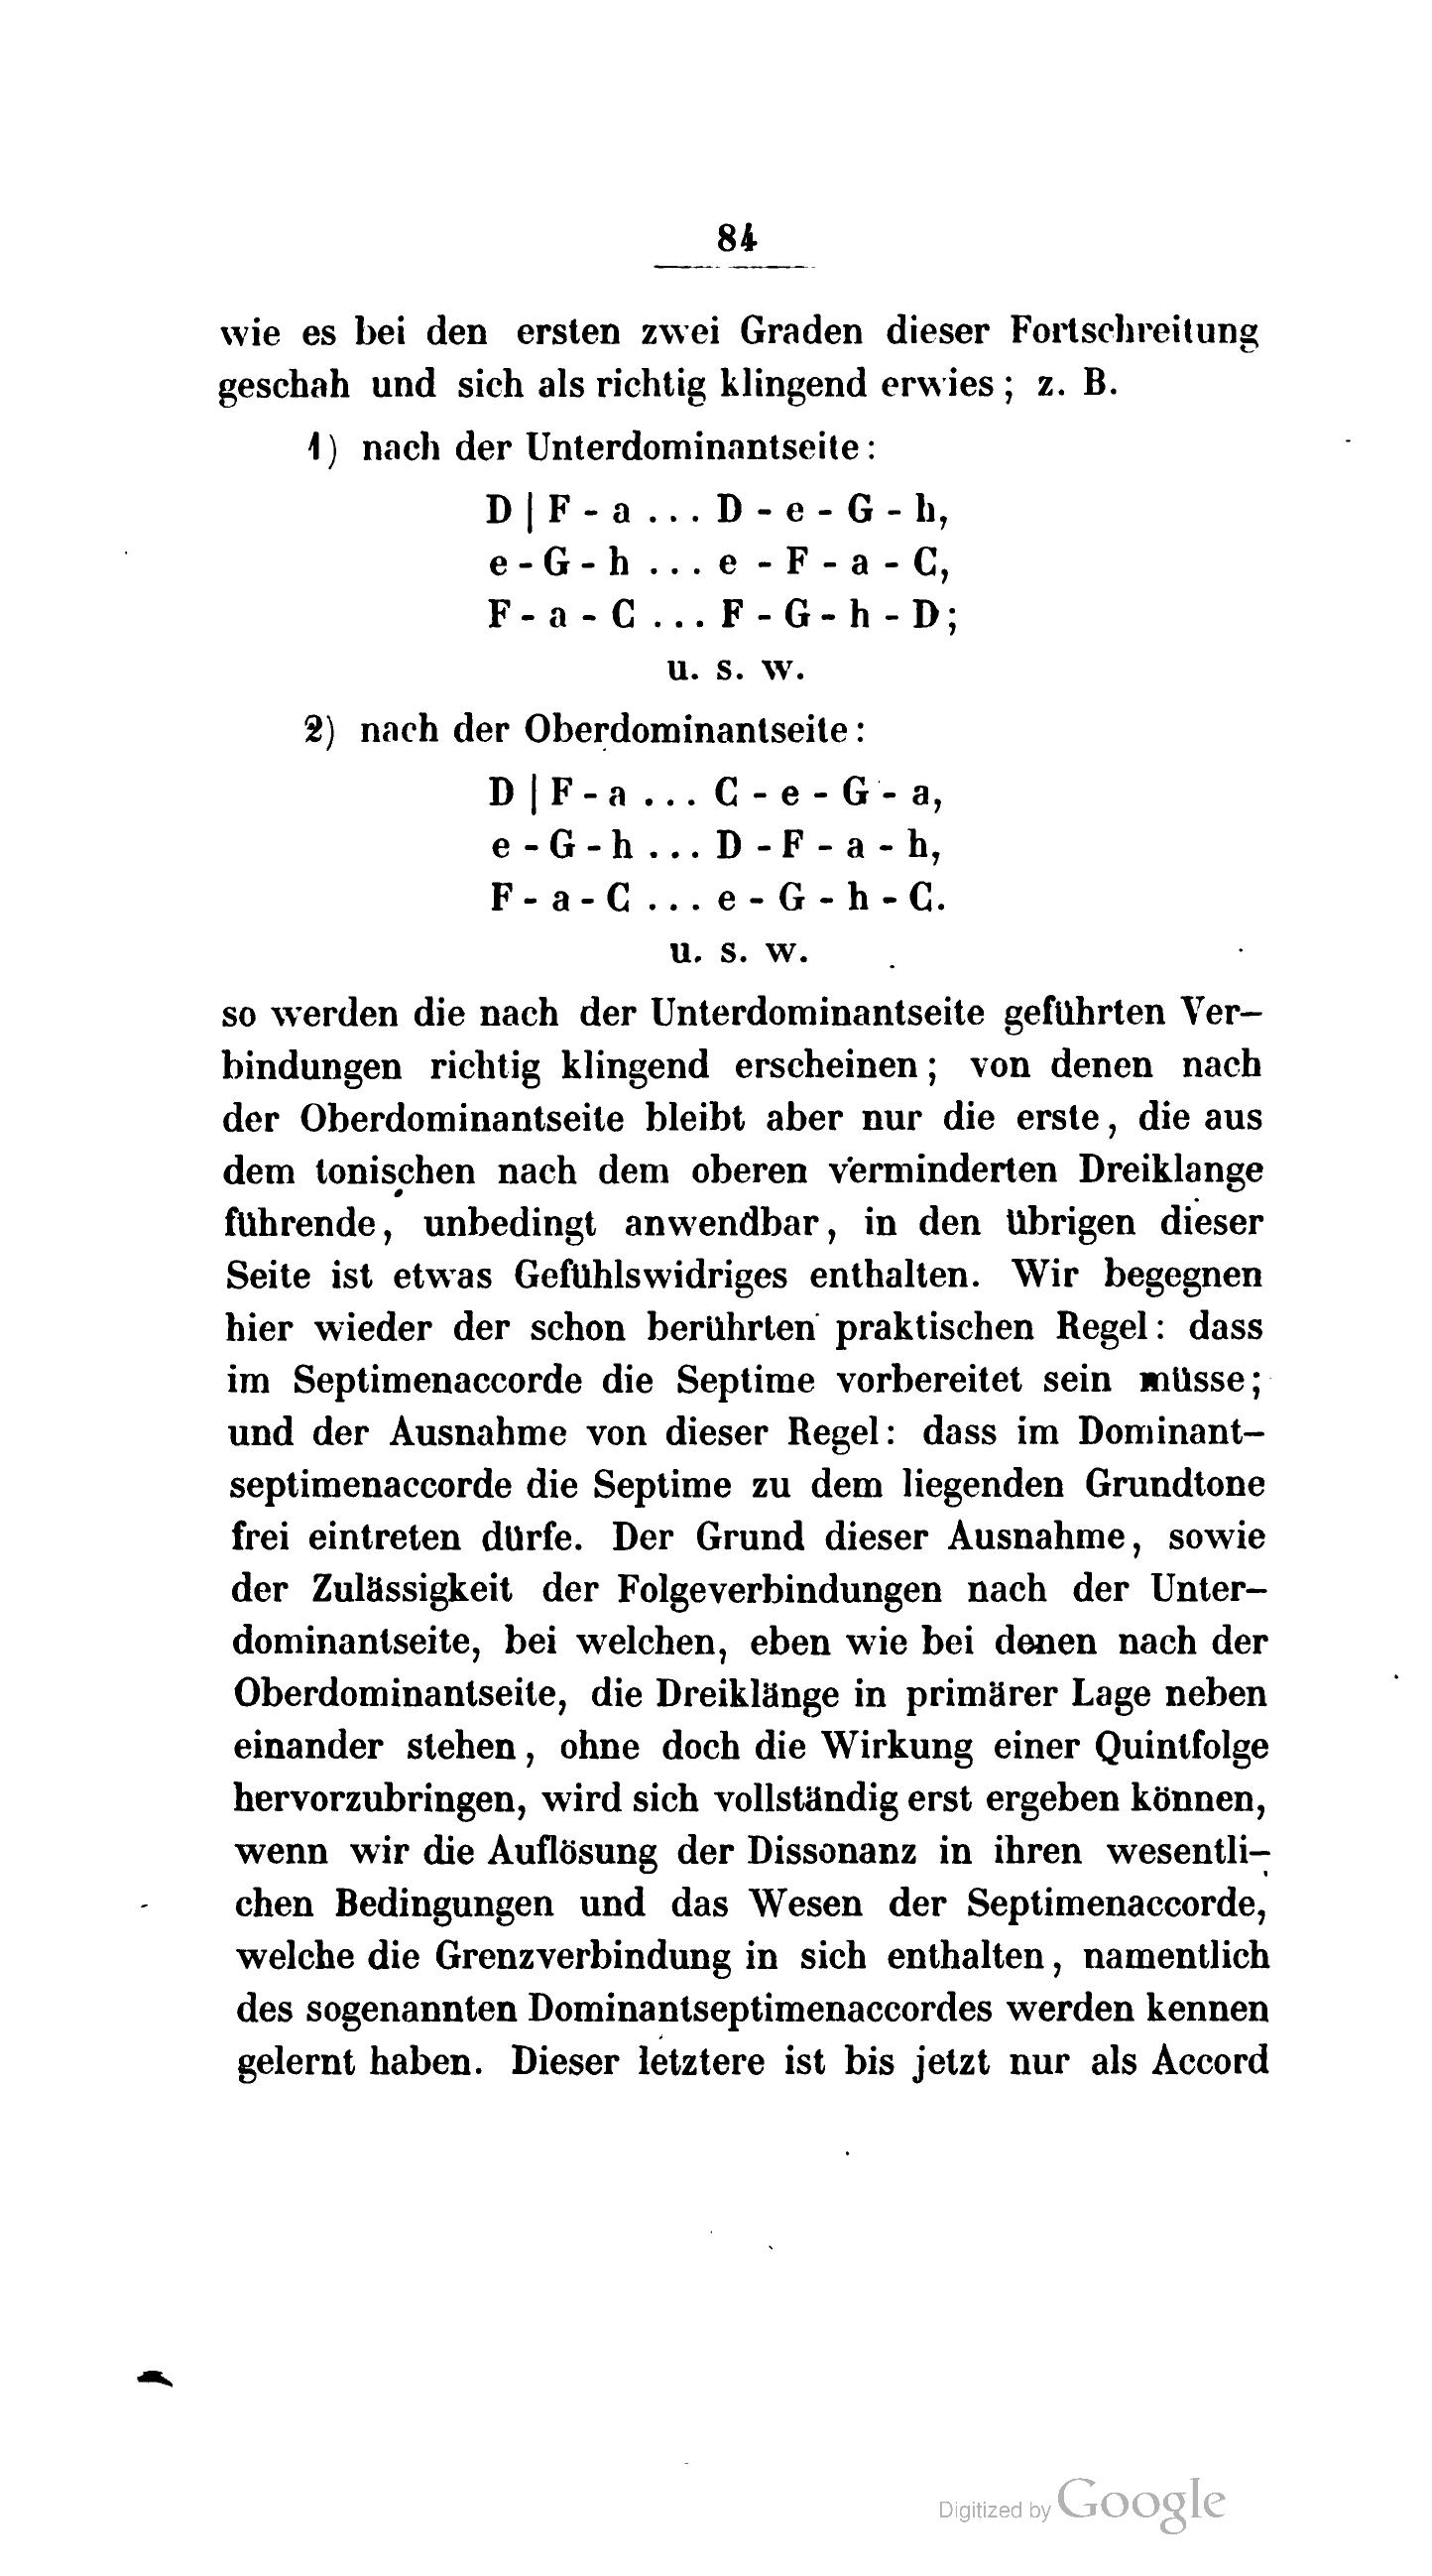 84
wie es bei den ersten zwei Graden dieser Fortschreitung
geschah und sich als richtig klingend erwies; z. B.
1) nach der Unterdominantseite:
D | F - a ... D - e - G - h,
e - G - h ... e - F - a - C,
F - a - C ... F - G - h - D;
u. s. w.
2) nach der Oberdominantseite:
D | F - a ... C - e - G - a,
e - G - h ... D - F - a - h,
F - a - C ... e - G - h - C.
u. s. w.
so werden die nach der Unterdominantseite geführten Ver-
bindungen richtig klingend erscheinen; von denen nach
der Oberdominantseite bleibt aber nur die erste, die aus
dem tonischen nach dem oberen verminderten Dreiklange
führende, unbedingt anwendbar, in den übrigen dieser
Seite ist etwas Gefühlswidriges enthalten. Wir begegnen
hier wieder der schon berührten praktischen Regel: dass
im Septimenaccorde die Septime vorbereitet sein müsse;
und der Ausnahme von dieser Regel: dass im Dominant-
septimenaccorde die Septime zu dem liegenden Grundtone
frei eintreten dürfe. Der Grund dieser Ausnahme, sowie
der Zulässigkeit der Folgeverbindungen nach der Unter-
dominantseite, bei welchen, eben wie bei denen nach der
Oberdominantseite, die Dreiklänge in primärer Lage neben
einander stehen, ohne doch die Wirkung einer Quintfolge
hervorzubringen, wird sich vollständig erst ergeben können,
wenn wir die Auflösung der Dissonanz in ihren wesentli-
chen Bedingungen und das Wesen der Septimenaccorde,
welche die Grenzverbindung in sich enthalten, namentlich
des sogenannten Dominantseptimenaccordes werden kennen
gelernt haben. Dieser letztere ist bis jetzt nur als Accord
Digitized by Google